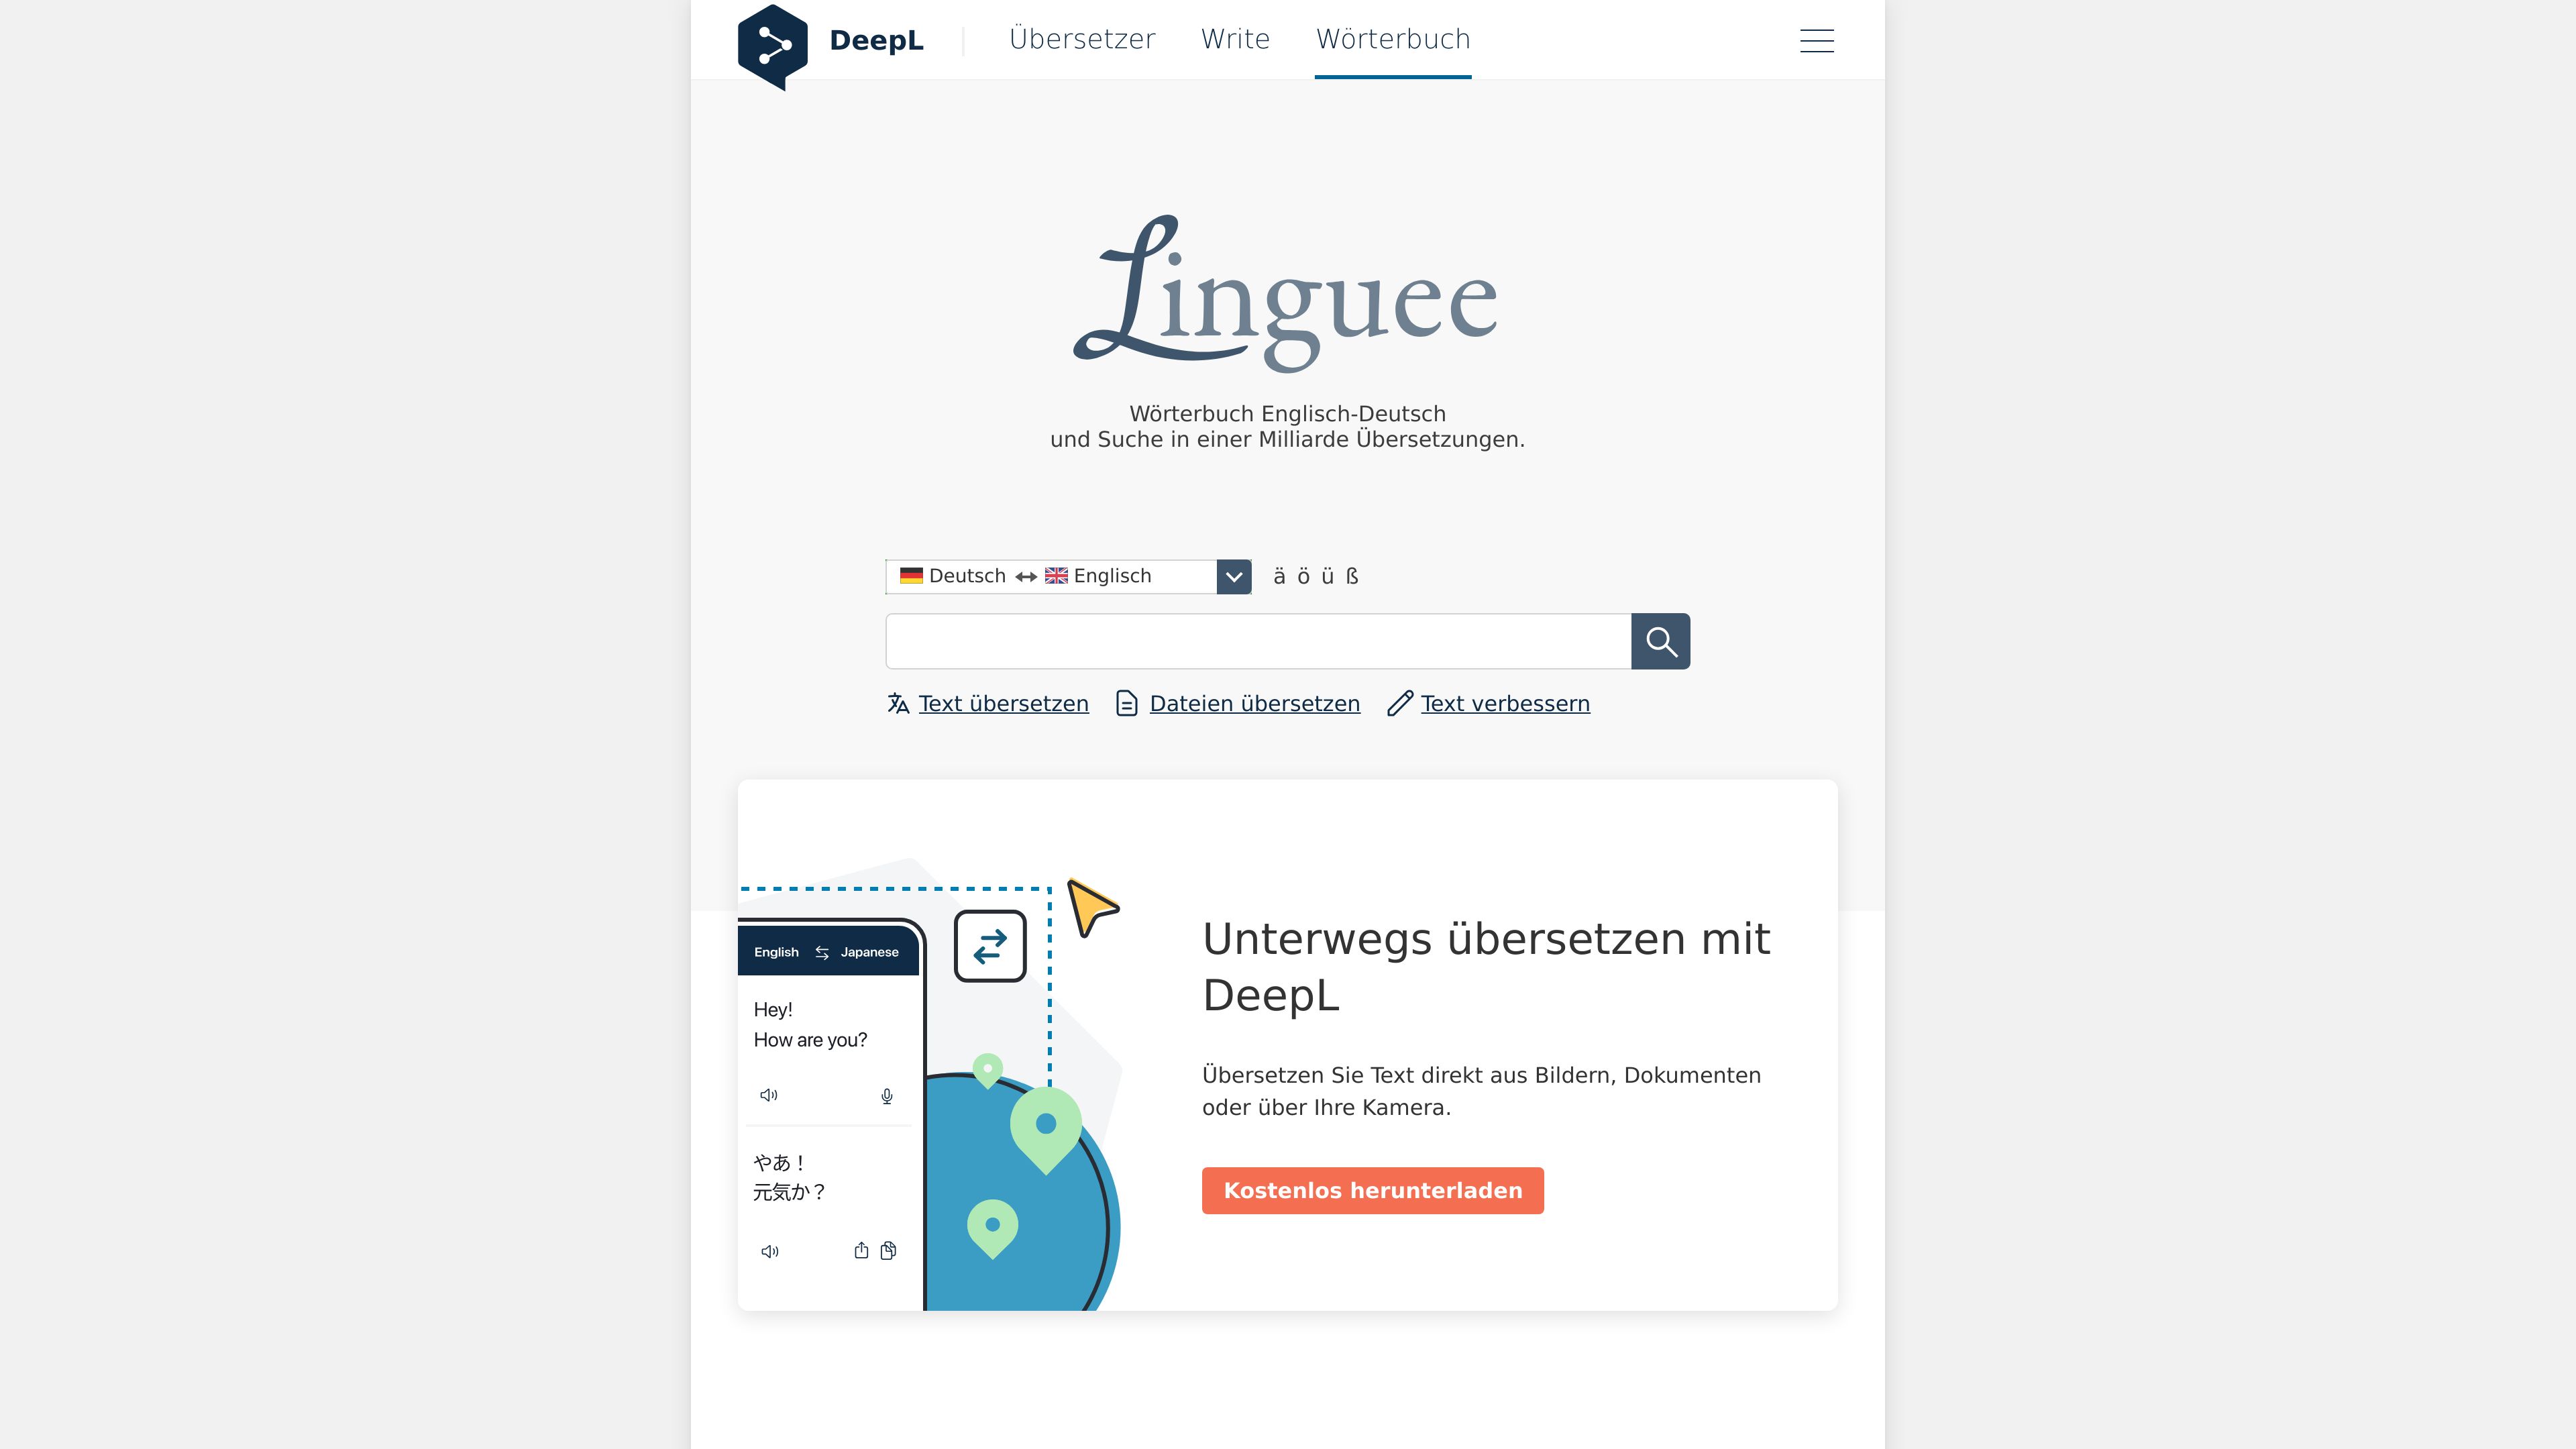 DeepL
Übersetzer
Write
Wörterbuch
Linguee
Wörterbuch Englisch-Deutsch
und Suche in einer Milliarde Übersetzungen.
Deutsch
Englisch
ä ö ü ß
Text übersetzen
Dateien übersetzen
Text verbessern
English
Japanese
Hey!
How are you?
やあ！
元気か？
Unterwegs übersetzen mit
DeepL
Übersetzen Sie Text direkt aus Bildern, Dokumenten
oder über Ihre Kamera.
Kostenlos herunterladen